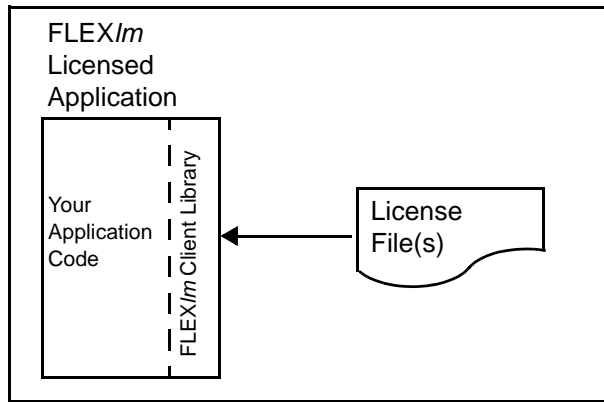 FLEXlm
Licensed
Application
Your
Application
Code
FLEXlm Client Library
License
File(s)